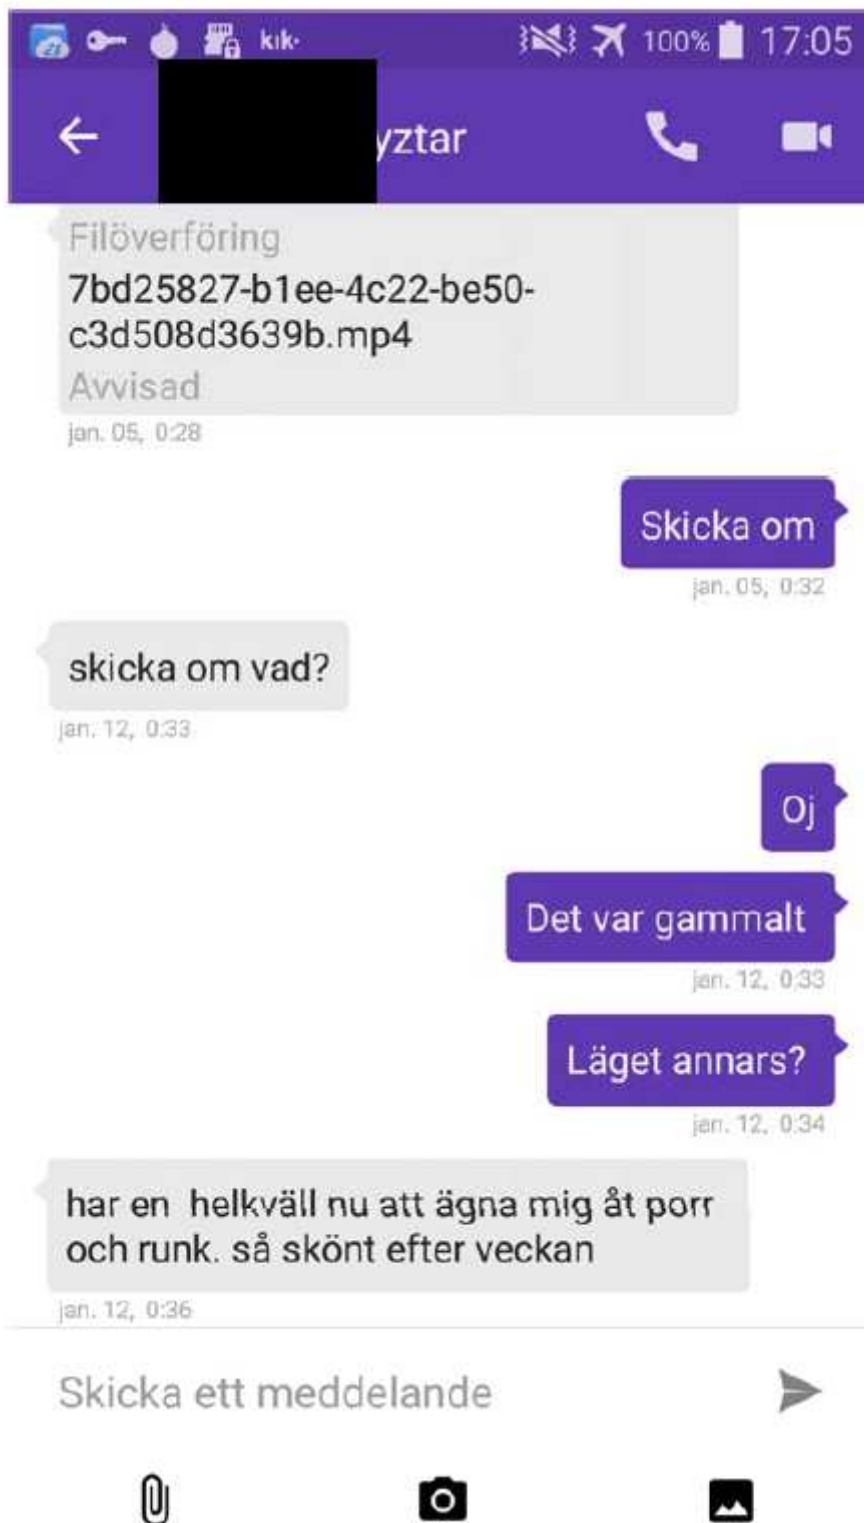 kik·
100%
17:05
yztar
Filöverföring
7bd25827-b1ee-4c22-be50-
c3d508d3639b.mp4
Avvisad
jan. 05, 0:28
Skicka om
jan. 05, 0:32
skicka om vad?
jan. 12, 0:33
Oj
Det var gammalt
jan. 12, 0:33
Läget annars?
jan. 12, 0:34
har en helkväll nu att ägna mig åt porr
och runk. så skönt efter veckan
jan. 12, 0:36
Skicka ett meddelande